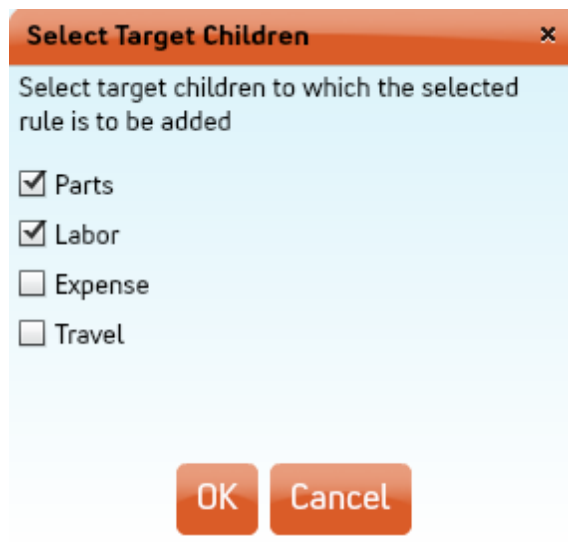 Select Target Children
Select target children to which the selected
rule is to be added
Parts
Labor
Expense
Travel
OK
Cancel